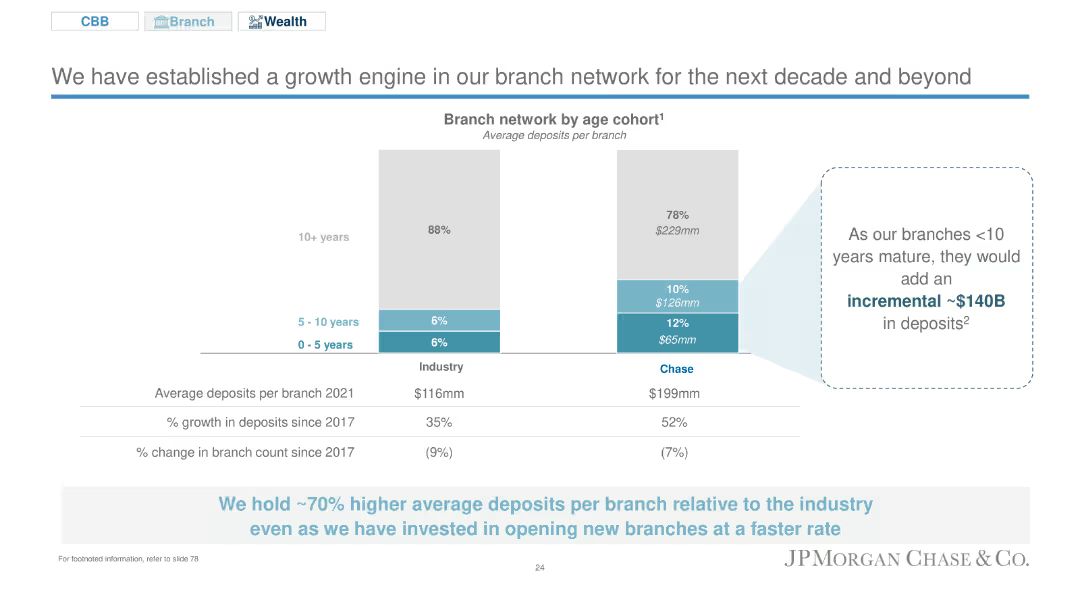 CBB
Branch
Wealth
We have established a growth engine in our branch network for the next decade and beyond
Branch network by age cohort¹
Average deposits per branch
10+ years
88%
78%
$229mm
5 - 10 years
6%
10%
$126mm
0 - 5 years
6%
12%
$65mm
Industry
Chase
As our branches <10
years mature, they would
add an
incremental ~$140B
in deposits²
Average deposits per branch 2021
$116mm
$199mm
% growth in deposits since 2017
35%
52%
% change in branch count since 2017
(9%)
(7%)
We hold ~70% higher average deposits per branch relative to the industry
even as we have invested in opening new branches at a faster rate
For footnoted information, refer to slide 78
24
JPMORGAN CHASE & CO.